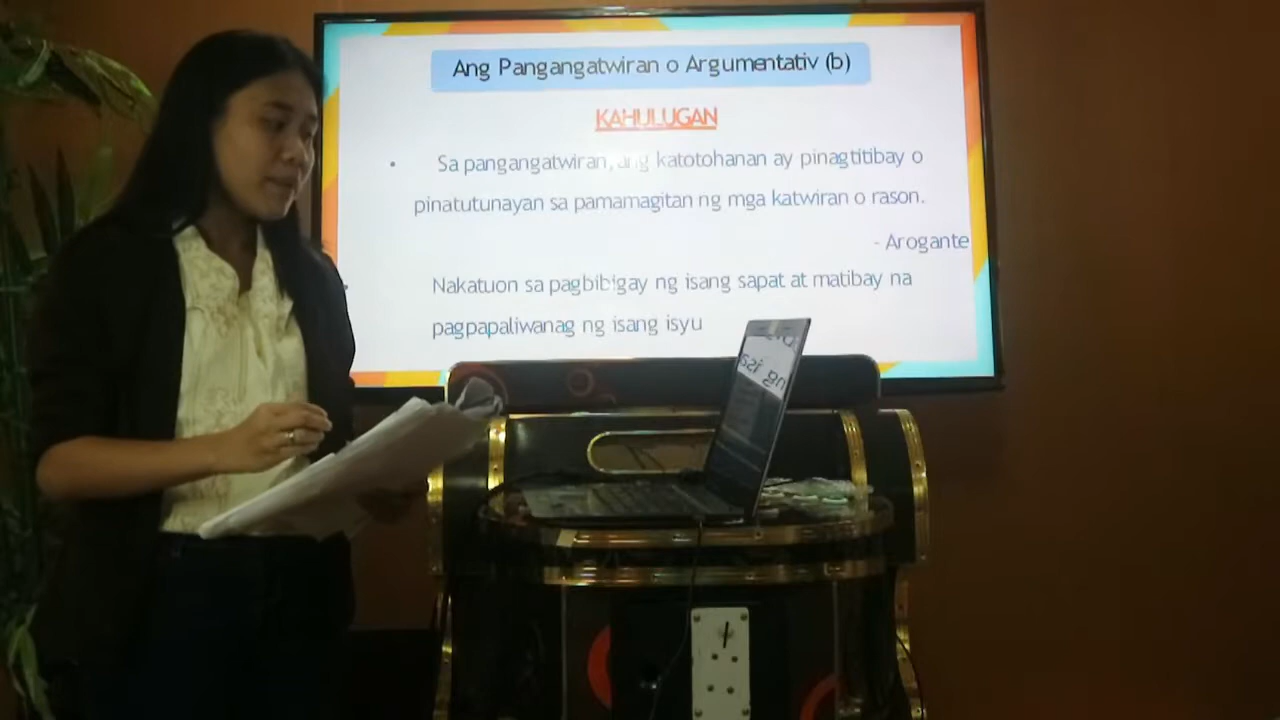 Ang Pangangatwiran o Argumentativ (b)
KAHULUGAN
• Sa pangangatwiran, ang katotohanan ay pinagtitibay o
pinatutunayan sa pamamagitan ng mga katwiran o rason.
- Arogante
Nakatuon sa pagbibigay ng isang sapat at matibay na
pagpapaliwanag ng isang isyu